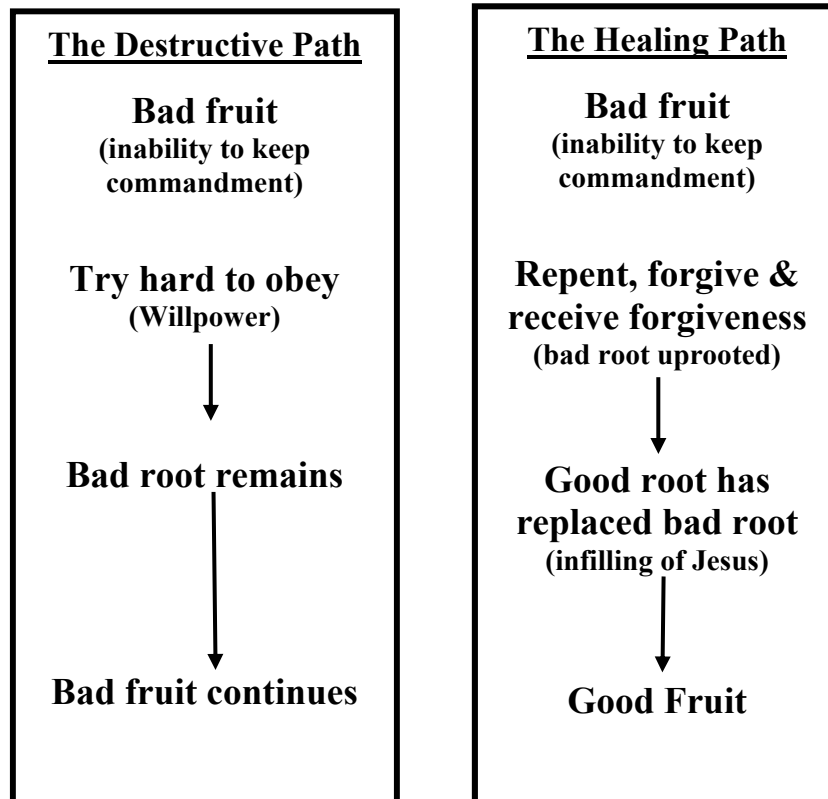 The Destructive Path
Bad fruit
(inability to keep
commandment)
Try hard to obey
(Willpower)
Bad root remains
Bad fruit continues
The Healing Path
Bad fruit
(inability to keep
commandment)
Repent, forgive &
receive forgiveness
(bad root uprooted)
Good root has
replaced bad root
(infilling of Jesus)
Good Fruit